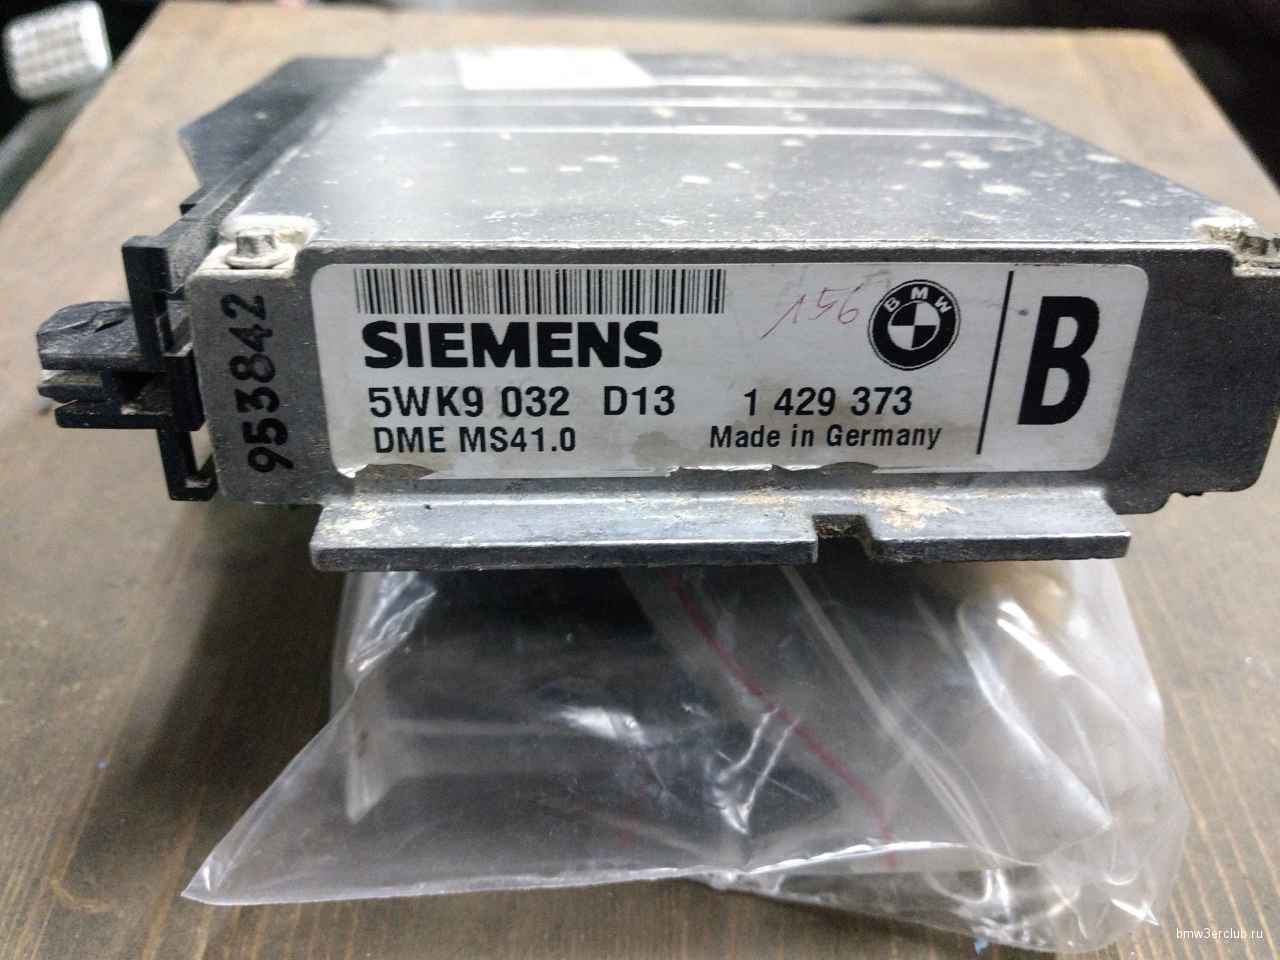 156
BMW
SIEMENS
5WK9 032 D13 1 429 373
DME MS41.0 Made in Germany
B
953842
bmw3erclub.ru